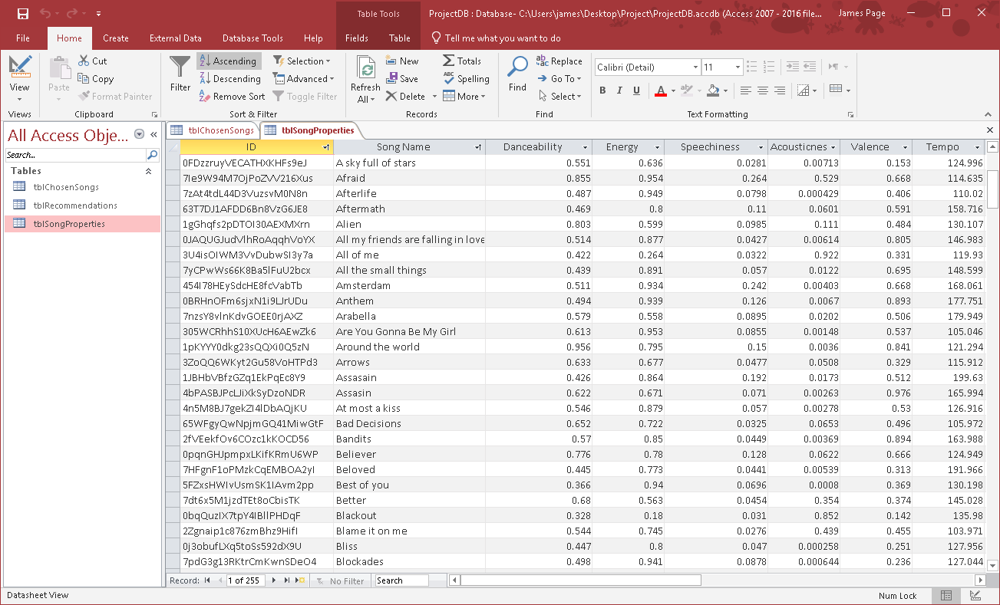 Table Tools
ProjectDB : Database- C:\Users\james\Desktop\Project\ProjectDB.accdb (Access 2007 - 2016 file...
James Page
File Home Create External Data Database Tools Help Fields Table Tell me what you want to do
View
Views
Paste
Cut
Copy
Format Painter
Clipboard
Filter
Ascending
Descending
Remove Sort
Selection
Advanced
Toggle Filter
Sort & Filter
Refresh
All
New
Save
Delete
Totals
Spelling
More
Records
Find
Replace
Go To
Select
Find
Calibri (Detail) 11
B I U A
Text Formatting
All Access Obje...
Search...
Tables
tblChosenSongs
tblRecommendations
tblSongProperties
tblChosenSongs tblSongProperties
ID Song Name Danceability Energy Speechiness Acousticnes Valence Tempo
0FDzzruyVECATHXKHFs9eJ A sky full of stars 0.551 0.636 0.0281 0.00713 0.153 124.996
7Ie9W94M7OjPoZVV216Xus Afraid 0.855 0.954 0.264 0.529 0.668 114.635
7zAt4tdL44D3VuzsvM0N8n Afterlife 0.487 0.949 0.0798 0.000429 0.406 110.02
63T7DJ1AFDD6Bn8VzG6JE8 Aftermath 0.469 0.8 0.11 0.0601 0.591 158.716
1gGhqfs2pDTOI30AEXMXrn Alien 0.803 0.599 0.0985 0.111 0.484 130.107
0JAQUGJudVlhRoAqqhVoYX All my friends are falling in love 0.514 0.877 0.0427 0.00614 0.805 146.983
3U4isOIWM3VvDubwSI3y7a All of me 0.422 0.264 0.0322 0.922 0.331 119.93
7yCPwWs66K8Ba5lFuU2bcx All the small things 0.439 0.891 0.057 0.0122 0.695 148.599
454I78HEySdcHE8fcVabTb Amsterdam 0.511 0.934 0.242 0.00403 0.668 168.061
0BRHnOFm6sjxN1i9LJrUDu Anthem 0.494 0.939 0.126 0.0067 0.893 177.751
7nzsY8vlnKdvGOEE0rjAXZ Arabella 0.579 0.558 0.0895 0.0202 0.506 179.949
305WCRhhS10XUcH6AEwZk6 Are You Gonna Be My Girl 0.613 0.953 0.0855 0.00148 0.537 105.046
1pKYYY0dkg23sQQXi0Q5zN Around the world 0.956 0.795 0.15 0.0036 0.841 121.294
3ZoQQ6WKyt2Gu58VoHTPd3 Arrows 0.633 0.677 0.0477 0.0508 0.329 115.912
1JBHbVBfzGZq1EkPqEc8Y9 Assasain 0.426 0.864 0.192 0.0173 0.512 199.63
4bPASBJPcLJiXkSyDzoNDR Assasin 0.622 0.671 0.071 0.00263 0.976 165.994
4n5M8BJ7gekZI4lDbAQjKU At most a kiss 0.546 0.879 0.057 0.00278 0.53 126.916
65WFgyQwNpjmGQ41MiwGtF Bad Decisions 0.652 0.722 0.0325 0.0653 0.496 105.972
2fVEekfOv6COzc1kKOCD56 Bandits 0.57 0.85 0.0449 0.00369 0.894 163.988
0pqnGHJpmpxLKifKRmU6WP Believer 0.776 0.78 0.128 0.0622 0.666 124.949
7HFgnF1oPMzkCqEMBOA2yI Beloved 0.445 0.773 0.0441 0.00539 0.313 191.966
5FZxsHWIvUsmSK1IAvm2pp Best of you 0.366 0.94 0.0696 0.0008 0.369 130.198
7dt6x5M1jzdTEt8oCbisTK Better 0.68 0.563 0.0454 0.354 0.374 145.028
0bqQuzIX7tpY4IBllPHDqF Blackout 0.328 0.18 0.031 0.852 0.142 135.98
2Zgnaip1c876zmBhz9HifI Blame it on me 0.544 0.745 0.0276 0.439 0.455 103.971
0j3obufLXq5toSs592dX9U Bliss 0.447 0.8 0.047 0.000258 0.251 127.956
7pdG3g13RKtrCmKwnSDeO4 Blockades 0.498 0.941 0.0878 0.000644 0.236 127.044
Record: 1 of 255 No Filter Search
Datasheet View Num Lock